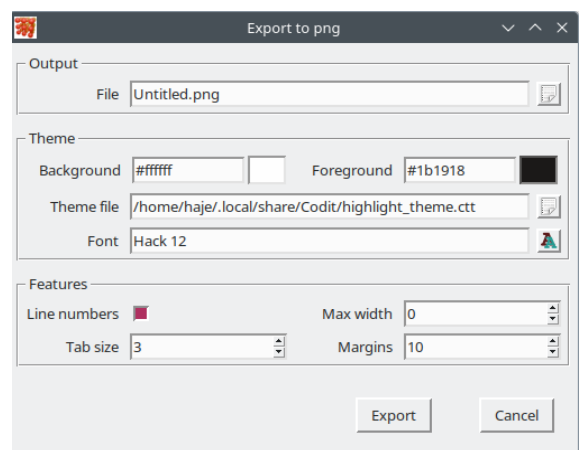 Export to png
Output
File Untitled.png
Theme
Background #ffffff Foreground #1b1918
Theme file /home/haje/.local/share/Codit/highlight_theme.ctt
Font Hack 12
Features
Line numbers Max width 0
Tab size 3 Margins 10
Export Cancel